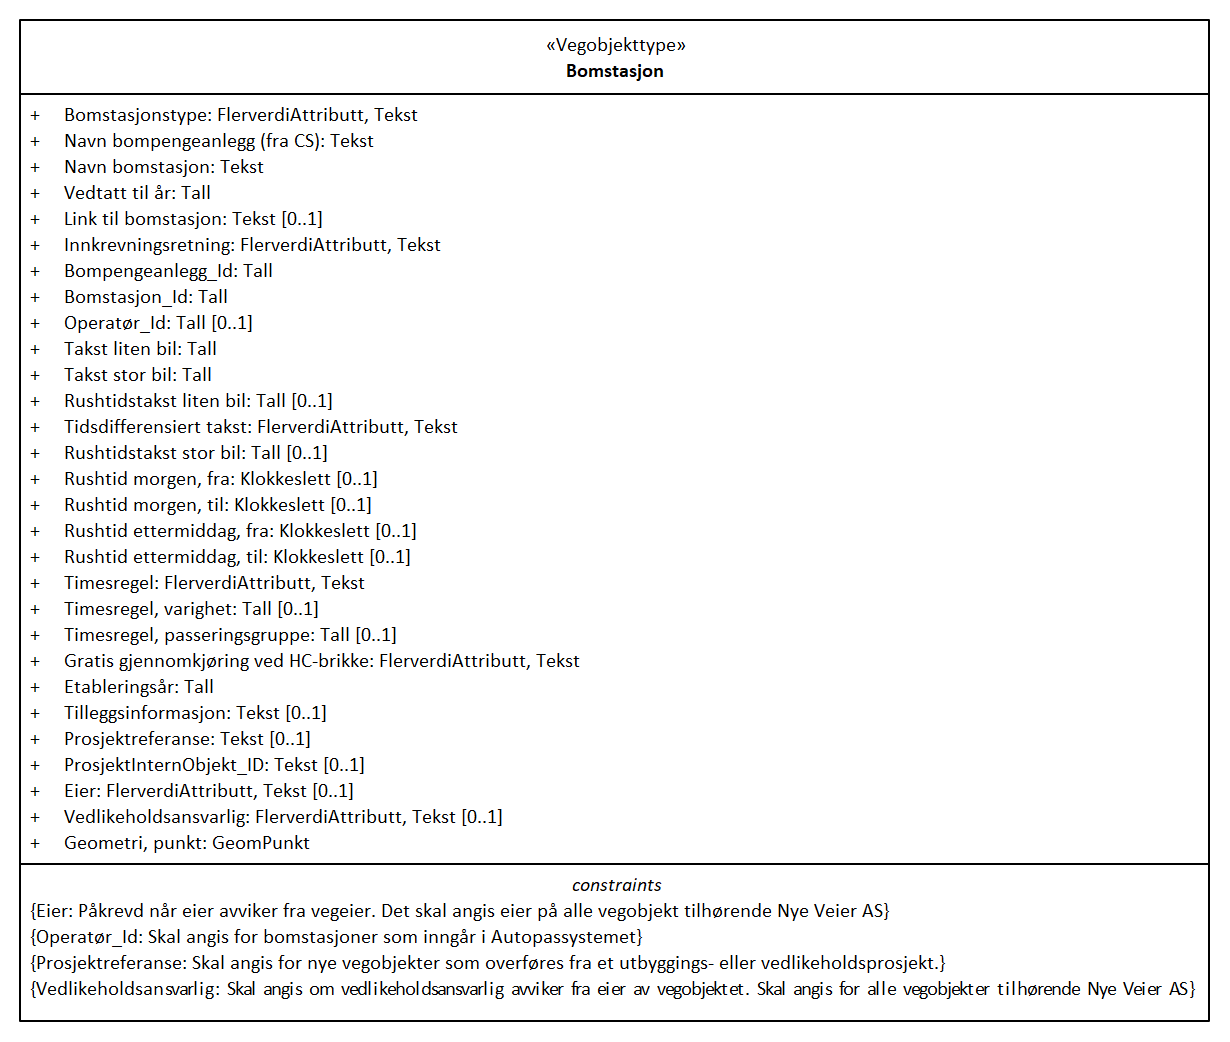 «Vegobjekttype»
Bomstasjon
+ Bomstasjonstype: FlerverdiAttributt, Tekst
+ Navn bompengeanlegg (fra CS): Tekst
+ Navn bomstasjon: Tekst
+ Vedtatt til år: Tall
+ Link til bomstasjon: Tekst [0..1]
+ Innkrevningsretning: FlerverdiAttributt, Tekst
+ Bompengeanlegg_Id: Tall
+ Bomstasjon_Id: Tall
+ Operatør_Id: Tall [0..1]
+ Takst liten bil: Tall
+ Takst stor bil: Tall
+ Rushtidstakst liten bil: Tall [0..1]
+ Tidsdifferensiert takst: FlerverdiAttributt, Tekst
+ Rushtidstakst stor bil: Tall [0..1]
+ Rushtid morgen, fra: Klokkeslett [0..1]
+ Rushtid morgen, til: Klokkeslett [0..1]
+ Rushtid ettermiddag, fra: Klokkeslett [0..1]
+ Rushtid ettermiddag, til: Klokkeslett [0..1]
+ Timesregel: FlerverdiAttributt, Tekst
+ Timesregel, varighet: Tall [0..1]
+ Timesregel, passeringsgruppe: Tall [0..1]
+ Gratis gjennomkjøring ved HC-brikke: FlerverdiAttributt, Tekst
+ Etableringsår: Tall
+ Tilleggsinformasjon: Tekst [0..1]
+ Prosjektreferanse: Tekst [0..1]
+ ProsjektInternObjekt_ID: Tekst [0..1]
+ Eier: FlerverdiAttributt, Tekst [0..1]
+ Vedlikeholdsansvarlig: FlerverdiAttributt, Tekst [0..1]
+ Geometri, punkt: GeomPunkt
constraints
{Eier: Påkrevd når eier avviker fra vegeier. Det skal angis eier på alle vegobjekt tilhørende Nye Veier AS}
{Operatør_Id: Skal angis for bomstasjoner som inngår i Autopassystemet}
{Prosjektreferanse: Skal angis for nye vegobjekter som overføres fra et utbyggings- eller vedlikeholdsprosjekt.}
{Vedlikeholdsansvarlig: Skal angis om vedlikeholdsansvarlig avviker fra eier av vegobjektet. Skal angis for alle vegobjekter tilhørende Nye Veier AS}